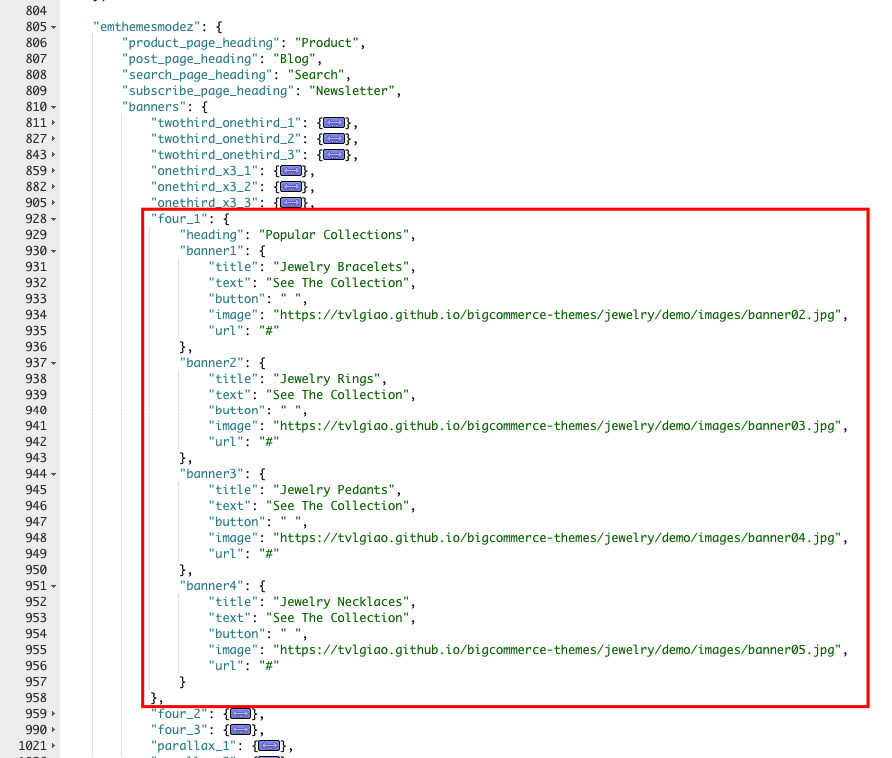 804
805 "emthemesmodez": {
806 "product_page_heading": "Product",
807 "post_page_heading": "Blog",
808 "search_page_heading": "Search",
809 "subscribe_page_heading": "Newsletter",
810 "banners": {
811 "twothird_onethird_1": {},
827 "twothird_onethird_2": {},
843 "twothird_onethird_3": {},
859 "onethird_x3_1": {},
882 "onethird_x3_2": {},
905 "onethird_x3_3": {},
928 "four_1": {
929 "heading": "Popular Collections",
930 "banner1": {
931 "title": "Jewelry Bracelets",
932 "text": "See The Collection",
933 "button": " ",
934 "image": "https://tvlgiao.github.io/bigcommerce-themes/jewelry/demo/images/banner02.jpg",
935 "url": "#"
936 },
937 "banner2": {
938 "title": "Jewelry Rings",
939 "text": "See The Collection",
940 "button": " ",
941 "image": "https://tvlgiao.github.io/bigcommerce-themes/jewelry/demo/images/banner03.jpg",
942 "url": "#"
943 },
944 "banner3": {
945 "title": "Jewelry Pedants",
946 "text": "See The Collection",
947 "button": " ",
948 "image": "https://tvlgiao.github.io/bigcommerce-themes/jewelry/demo/images/banner04.jpg",
949 "url": "#"
950 },
951 "banner4": {
952 "title": "Jewelry Necklaces",
953 "text": "See The Collection",
954 "button": " ",
955 "image": "https://tvlgiao.github.io/bigcommerce-themes/jewelry/demo/images/banner05.jpg",
956 "url": "#"
957 }
958 },
959 "four_2": {},
990 "four_3": {},
1021 "parallax_1": {},